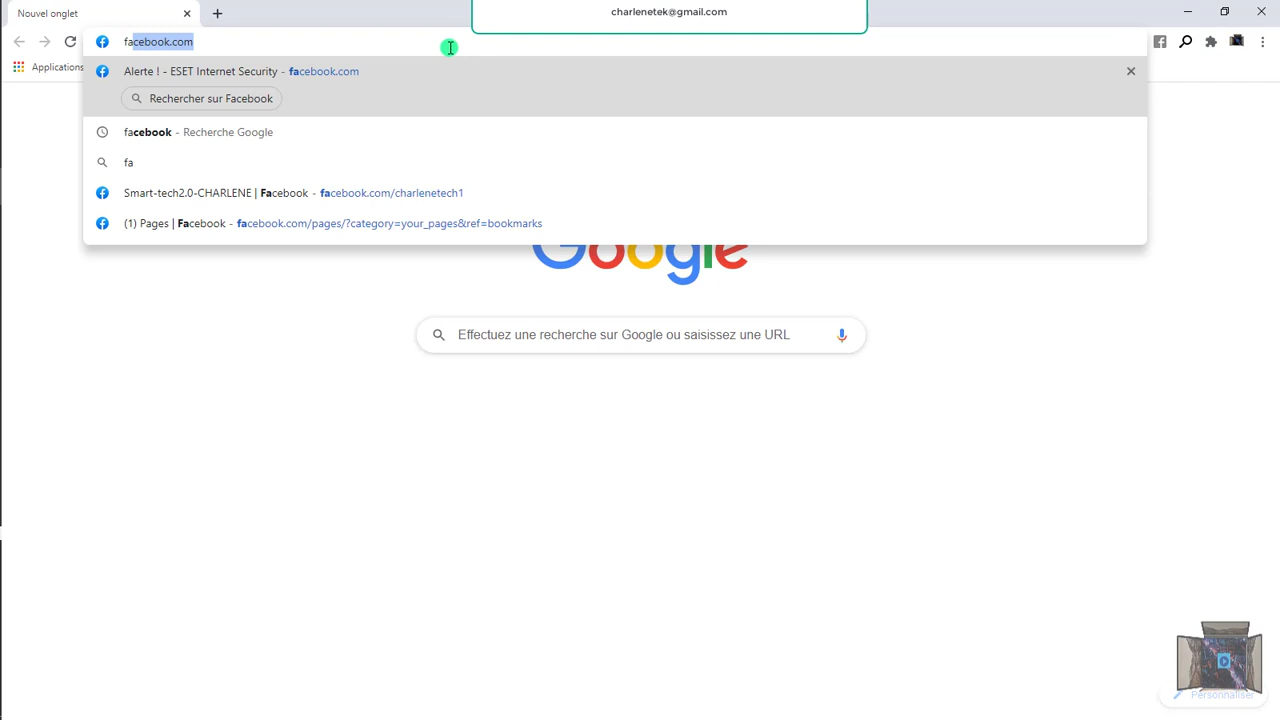 Nouvel onglet
charlenetek@gmail.com
facebook.com
Applications
Alerte ! - ESET Internet Security - facebook.com
Rechercher sur Facebook
facebook - Recherche Google
fa
Smart-tech2.0-CHARLENE | Facebook - facebook.com/charlenetech1
(1) Pages | Facebook - facebook.com/pages/?category=your_pages&ref=bookmarks
Google
Effectuez une recherche sur Google ou saisissez une URL
Personnaliser